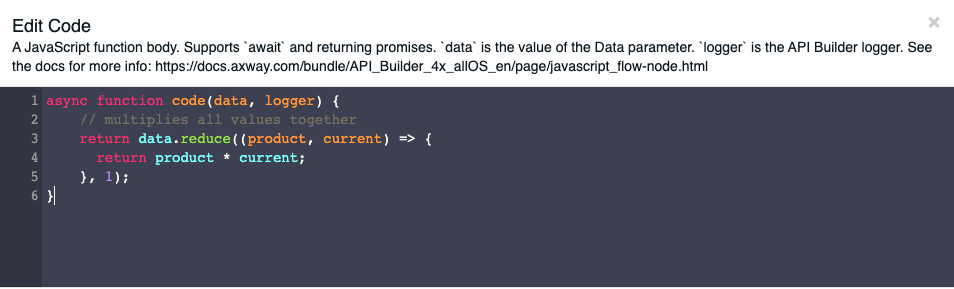 Edit Code
×
A JavaScript function body. Supports `await` and returning promises. `data` is the value of the Data parameter. `logger` is the API Builder logger. See
the docs for more info: https://docs.axway.com/bundle/API_Builder_4x_allOS_en/page/javascript_flow-node.html
1 async function code(data, logger) {
2     // multiplies all values together
3     return data.reduce((product, current) => {
4       return product * current;
5     }, 1);
6 }